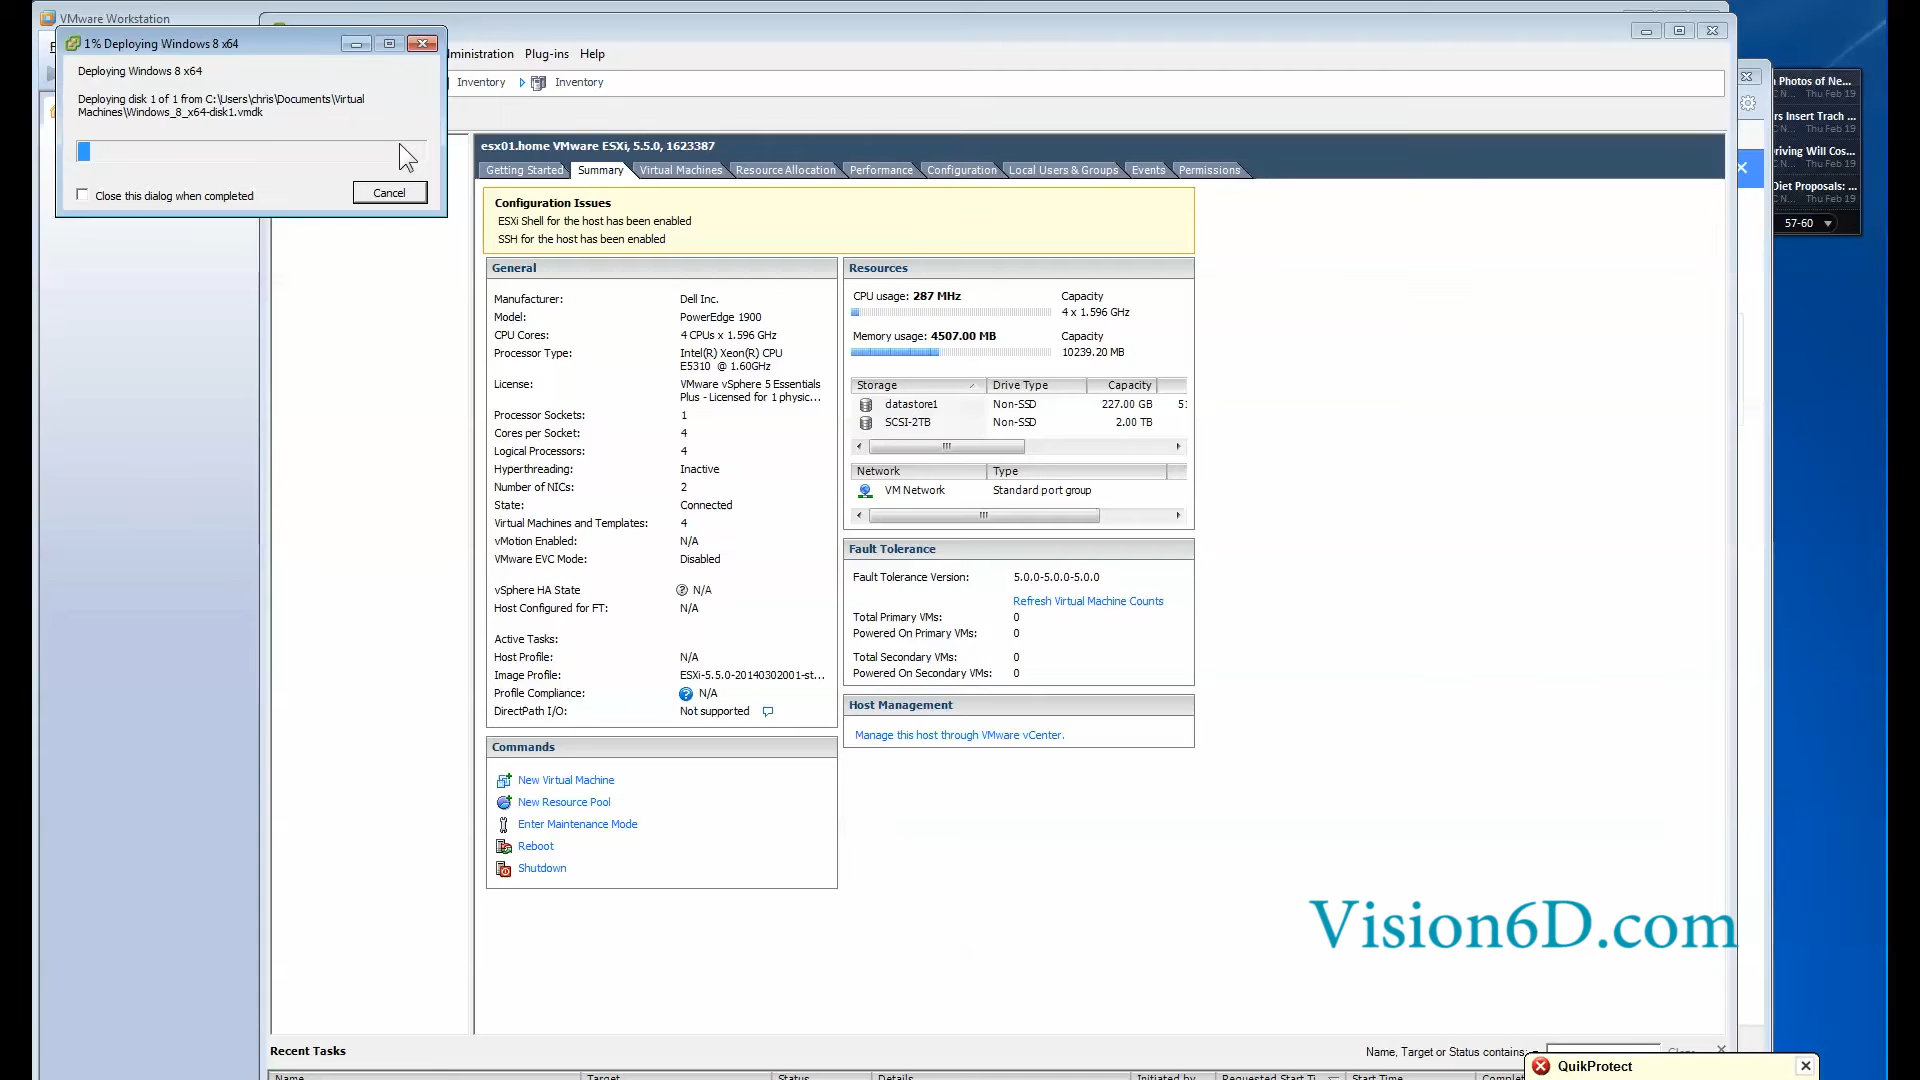 VMware Workstation
1% Deploying Windows 8 x64
Deploying Windows 8 x64
Deploying disk 1 of 1 from C:\Users\chris\Documents\Virtual
Machines\Windows_8_x64-disk1.vmdk
Close this dialog when completed
Cancel
ministration Plug-ins Help
Inventory Inventory
esx01.home VMware ESXi, 5.5.0, 1623387
Getting Started Summary Virtual Machines Resource Allocation Performance Configuration Local Users & Groups Events Permissions
Configuration Issues
ESXi Shell for the host has been enabled
SSH for the host has been enabled
General
Manufacturer: Dell Inc.
Model: PowerEdge 1900
CPU Cores: 4 CPUs x 1.596 GHz
Processor Type: Intel(R) Xeon(R) CPU
E5310 @ 1.60GHz
License: VMware vSphere 5 Essentials
Plus - Licensed for 1 physic...
Processor Sockets: 1
Cores per Socket: 4
Logical Processors: 4
Hyperthreading: Inactive
Number of NICs: 2
State: Connected
Virtual Machines and Templates: 4
vMotion Enabled: N/A
VMware EVC Mode: Disabled
vSphere HA State N/A
Host Configured for FT: N/A
Active Tasks:
Host Profile: N/A
Image Profile: ESXi-5.5.0-20140302001-st...
Profile Compliance: N/A
DirectPath I/O: Not supported
Commands
New Virtual Machine
New Resource Pool
Enter Maintenance Mode
Reboot
Shutdown
Resources
CPU usage: 287 MHz Capacity
4 x 1.596 GHz
Memory usage: 4507.00 MB Capacity
10239.20 MB
Storage Drive Type Capacity
datastore1 Non-SSD 227.00 GB 5:
SCSI-2TB Non-SSD 2.00 TB
Network Type
VM Network Standard port group
Fault Tolerance
Fault Tolerance Version: 5.0.0-5.0.0-5.0.0
Refresh Virtual Machine Counts
Total Primary VMs: 0
Powered On Primary VMs: 0
Total Secondary VMs: 0
Powered On Secondary VMs: 0
Host Management
Manage this host through VMware vCenter.
Photos of Ne...
C N... Thu Feb 19
rs Insert Trach ...
C N... Thu Feb 19
riving Will Cos...
C N... Thu Feb 19
Diet Proposals: ...
C N... Thu Feb 19
57-60
Vision6D.com
Recent Tasks
Name, Target or Status contains:
Name Target Status Details Initiated by Requested Start Ti Start Time Complet
QuikProtect